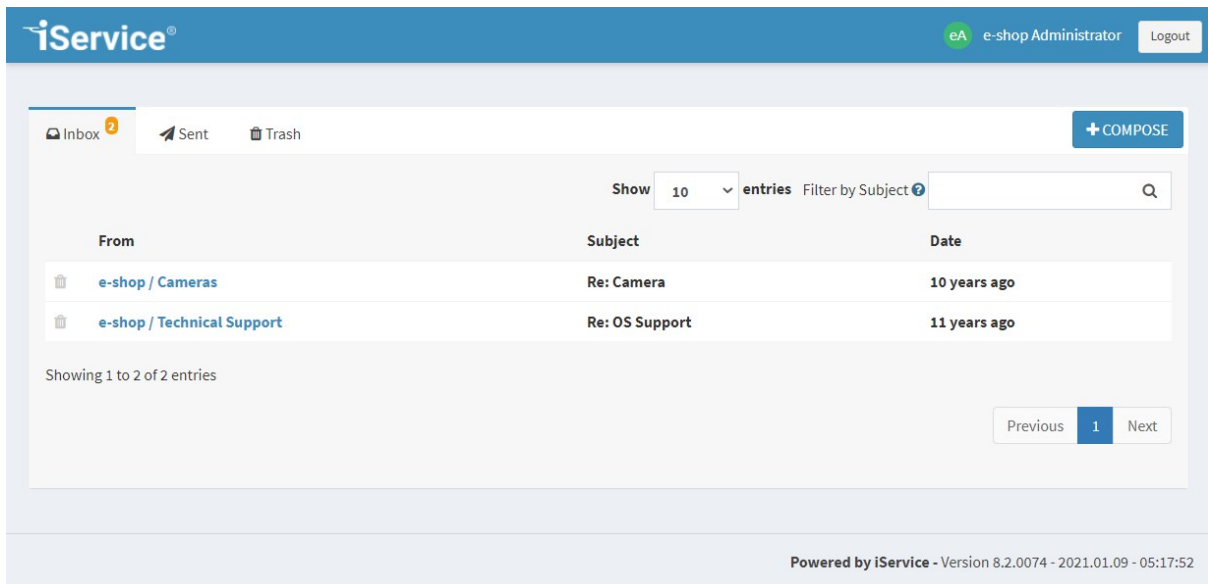 iService®
eA e-shop Administrator Logout
Inbox 2 Sent Trash + COMPOSE
Show 10 entries Filter by Subject ?
From Subject Date
e-shop / Cameras Re: Camera 10 years ago
e-shop / Technical Support Re: OS Support 11 years ago
Showing 1 to 2 of 2 entries
Previous 1 Next
Powered by iService - Version 8.2.0074 - 2021.01.09 - 05:17:52